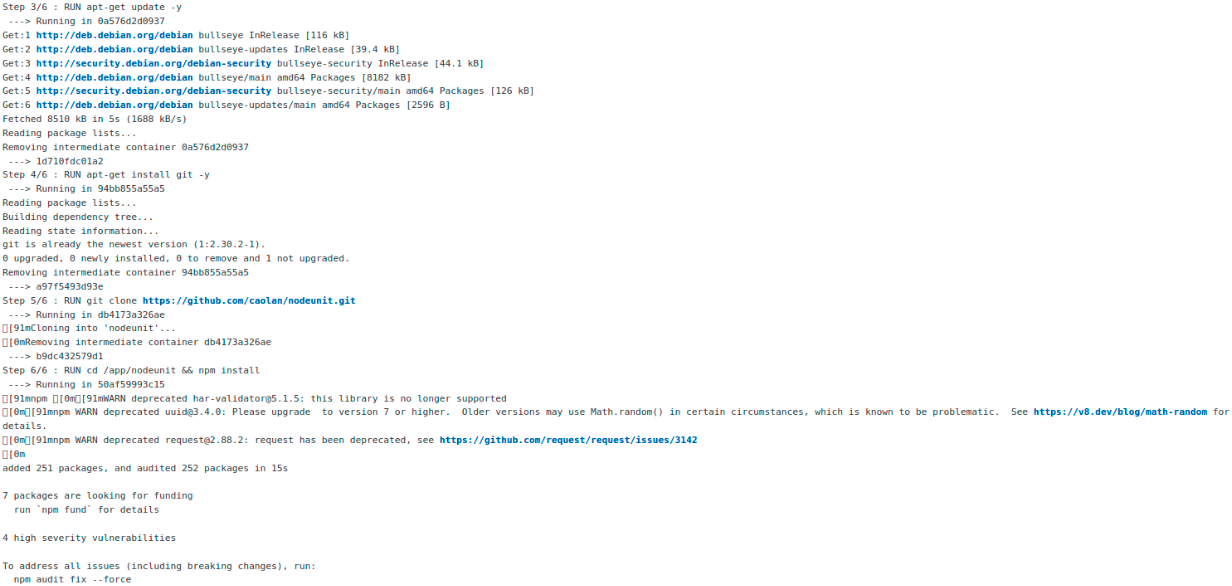 Step 3/6 : RUN apt-get update -y
 ---> Running in 0a576d2d0937
Get:1 http://deb.debian.org/debian bullseye InRelease [116 kB]
Get:2 http://deb.debian.org/debian bullseye-updates InRelease [39.4 kB]
Get:3 http://security.debian.org/debian-security bullseye-security InRelease [44.1 kB]
Get:4 http://deb.debian.org/debian bullseye/main amd64 Packages [8182 kB]
Get:5 http://security.debian.org/debian-security bullseye-security/main amd64 Packages [126 kB]
Get:6 http://deb.debian.org/debian bullseye-updates/main amd64 Packages [2596 B]
Fetched 8510 kB in 5s (1688 kB/s)
Reading package lists...
Removing intermediate container 0a576d2d0937
 ---> 1d710fdc01a2
Step 4/6 : RUN apt-get install git -y
 ---> Running in 94bb855a55a5
Reading package lists...
Building dependency tree...
Reading state information...
git is already the newest version (1:2.30.2-1).
0 upgraded, 0 newly installed, 0 to remove and 1 not upgraded.
Removing intermediate container 94bb855a55a5
 ---> a97f5493d93e
Step 5/6 : RUN git clone https://github.com/caolan/nodeunit.git
 ---> Running in db4173a326ae
□[91mCloning into 'nodeunit'...
□[0mRemoving intermediate container db4173a326ae
 ---> b9dc432579d1
Step 6/6 : RUN cd /app/nodeunit && npm install
 ---> Running in 50af59993c15
□[91mnpm □[0m□[91mWARN deprecated har-validator@5.1.5: this library is no longer supported
□[0m□[91mnpm WARN deprecated uuid@3.4.0: Please upgrade  to version 7 or higher.  Older versions may use Math.random() in certain circumstances, which is known to be problematic.  See https://v8.dev/blog/math-random for
details.
□[0m□[91mnpm WARN deprecated request@2.88.2: request has been deprecated, see https://github.com/request/request/issues/3142
□[0m
added 251 packages, and audited 252 packages in 15s

7 packages are looking for funding
  run `npm fund` for details

4 high severity vulnerabilities

To address all issues (including breaking changes), run:
  npm audit fix --force